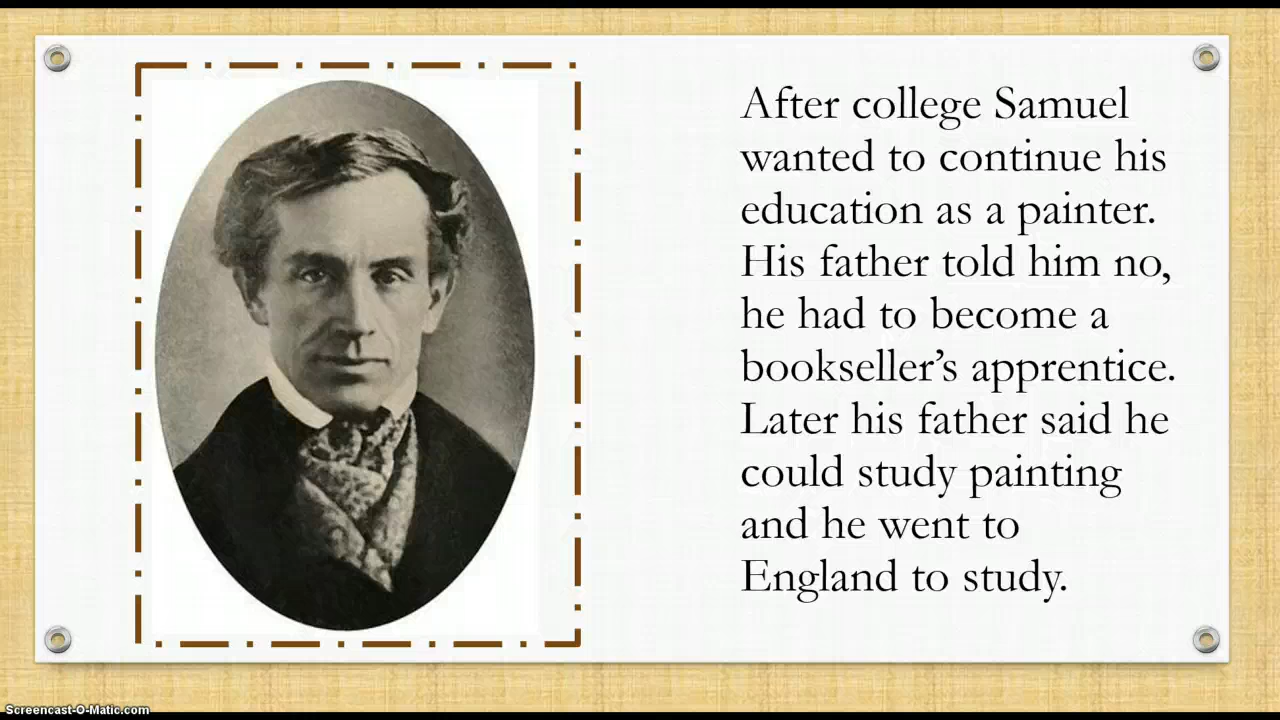 After college Samuel
wanted to continue his
education as a painter.
His father told him no,
he had to become a
bookseller’s apprentice.
Later his father said he
could study painting
and he went to
England to study.
Screencast-O-Matic.com